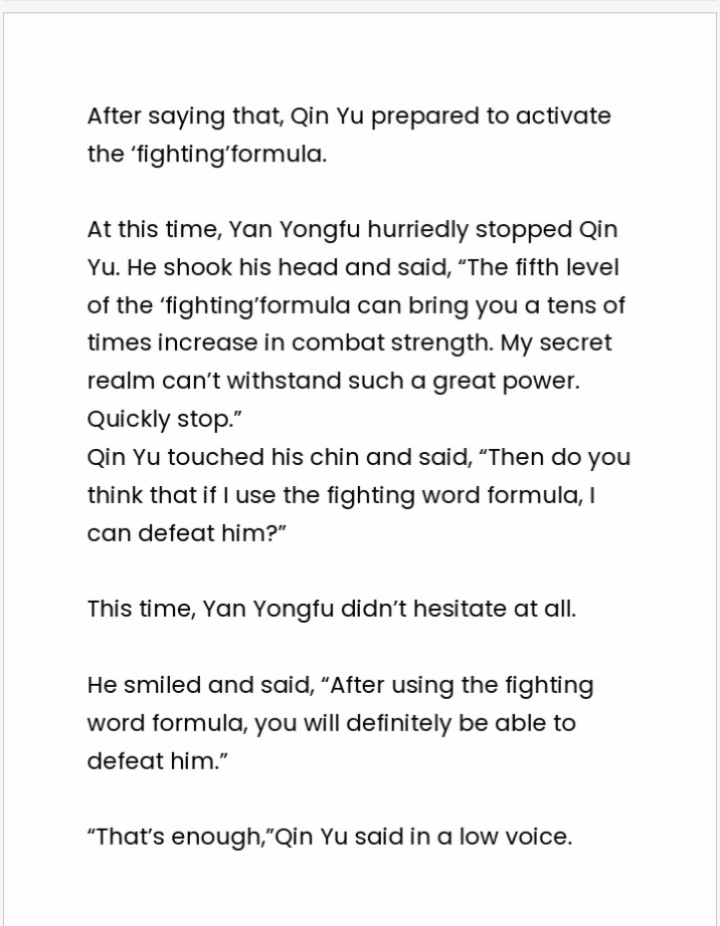 After saying that, Qin Yu prepared to activate
the ‘fighting’formula.
At this time, Yan Yongfu hurriedly stopped Qin
Yu. He shook his head and said, “The fifth level
of the ‘fighting’formula can bring you a tens of
times increase in combat strength. My secret
realm can’t withstand such a great power.
Quickly stop.”
Qin Yu touched his chin and said, “Then do you
think that if I use the fighting word formula, I
can defeat him?”
This time, Yan Yongfu didn’t hesitate at all.
He smiled and said, “After using the fighting
word formula, you will definitely be able to
defeat him.”
“That’s enough,”Qin Yu said in a low voice.